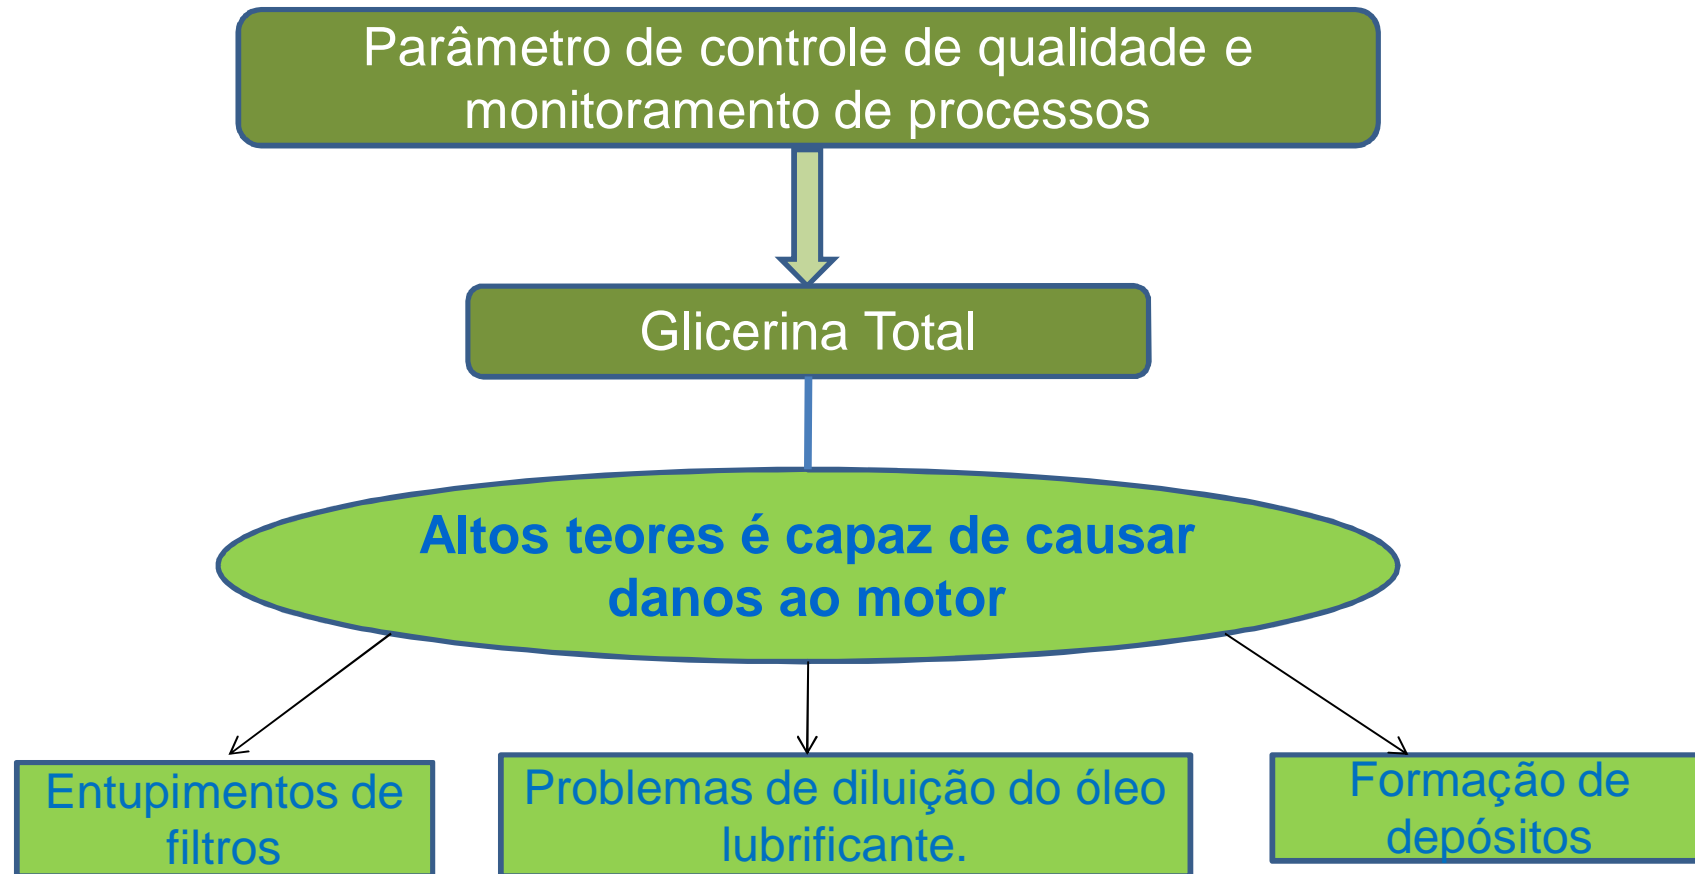 Parâmetro de controle de qualidade e
monitoramento de processos
Glicerina Total
Altos teores é capaz de causar
danos ao motor
Entupimentos de
filtros
Problemas de diluição do óleo
lubrificante.
Formação de
depósitos